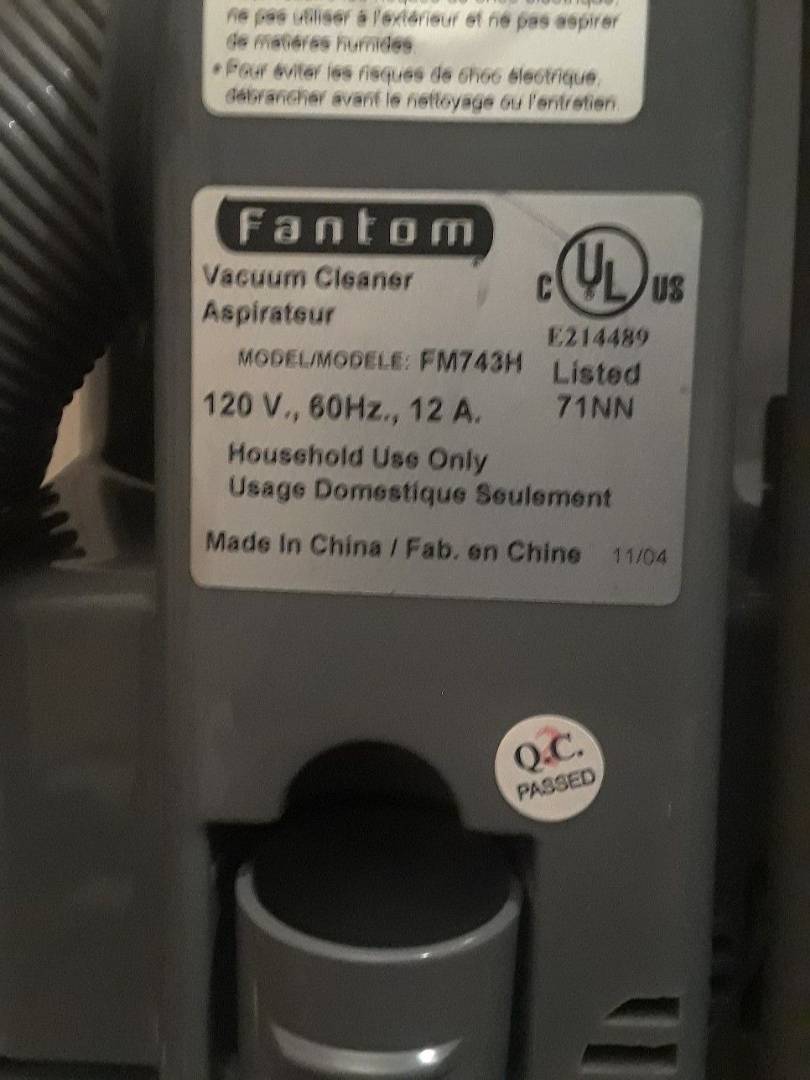 ne pas utiliser à l'extérieur et ne pas aspirer
de matières humides.
• Pour éviter les risques de choc électrique,
débrancher avant le nettoyage ou l'entretien.
Fantom®
Vacuum Cleaner
Aspirateur
MODEL/MODELE: FM743H
120 V., 60Hz., 12 A.
C UL® US
E214489
Listed
71NN
Household Use Only
Usage Domestique Seulement
Made In China / Fab. en Chine 11/04
Q.C.
PASSED